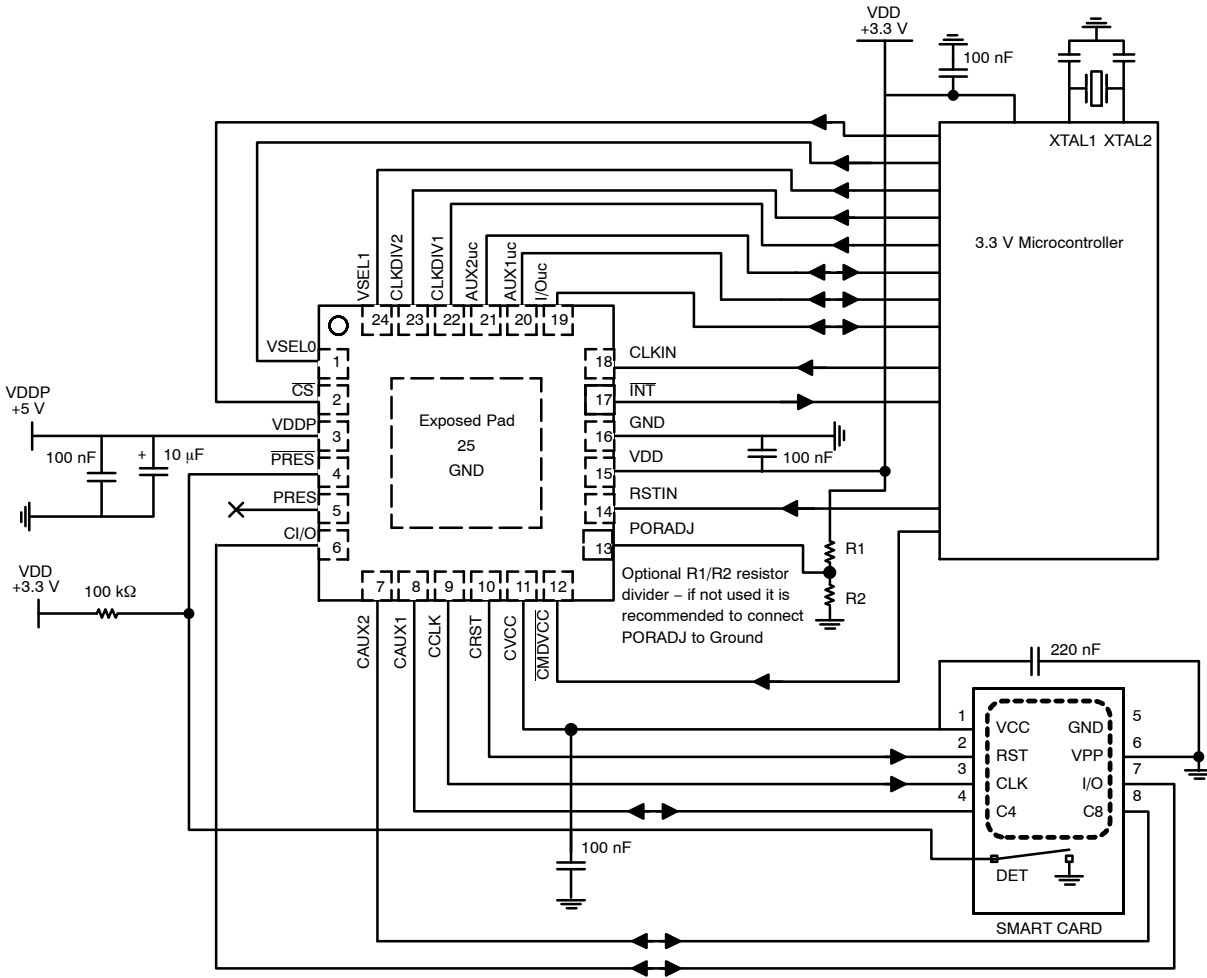 VDD
+3.3 V
100 nF
XTAL1 XTAL2
3.3 V Microcontroller
VSEL1
CLKDIV2
CLKDIV1
AUX2uc
AUX1uc
I/Ouc
24 23 22 21 20 19
VSEL0
1
CS
2
VDDP
+5 V
VDDP
3
100 nF
+ 10 μF
PRES
4
PRES
5
CI/O
6
Exposed Pad
25
GND
18 CLKIN
17 INT
16 GND
100 nF
15 VDD
14 RSTIN
13 PORADJ
R1
R2
Optional R1/R2 resistor
divider – if not used it is
recommended to connect
PORADJ to Ground
VDD
+3.3 V
100 kΩ
7 8 9 10 11 12
CAUX2
CAUX1
CCLK
CRST
CVCC
CMDVCC
220 nF
1 VCC GND 5
2 RST VPP 6
3 CLK I/O 7
4 C4 C8 8
DET
100 nF
SMART CARD